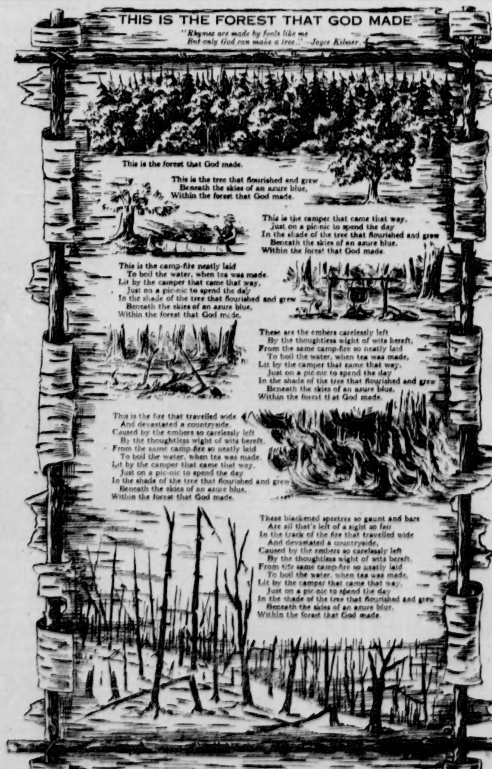 THIS IS THE FOREST THAT GOD MADE
"Rhymes are made by fools like me
But only God can make a tree." —Joyce Kilmer
This is the forest that God made.
This is the tree that flourished and grew
Beneath the skies of an azure blue,
Within the forest that God made.
This is the camper that came that way,
Just on a pic-nic to spend the day
In the shade of the tree that flourished and grew
Beneath the skies of an azure blue,
Within the forest that God made.
This is the camp-fire neatly laid
To boil the water, when tea was made.
Lit by the camper that came that way,
Just on a pic-nic to spend the day
In the shade of the tree that flourished and grew
Beneath the skies of an azure blue,
Within the forest that God made.
These are the embers carelessly left
By the thoughtless wight of wits bereft,
From the same camp-fire so neatly laid
To boil the water, when tea was made,
Lit by the camper that came that way,
Just on a pic-nic to spend the day
In the shade of the tree that flourished and grew
Beneath the skies of an azure blue,
Within the forest that God made.
This is the fire that travelled wide
And devastated a countryside,
Caused by the embers so carelessly left
By the thoughtless wight of wits bereft.
From the same camp-fire so neatly laid
To boil the water, when tea was made.
Lit by the camper that came that way,
Just on a pic-nic to spend the day
In the shade of the tree that flourished and grew
Beneath the skies of an azure blue,
Within the forest that God made.
These blackened spectres so gaunt and bare
Are all that's left of a sight so fair
In the track of the fire that travelled wide
And devastated a countryside,
Caused by the embers so carelessly left
By the thoughtless wight of wits bereft.
From the same camp-fire so neatly laid
To boil the water, when tea was made,
Lit by the camper that came that way,
Just on a pic-nic to spend the day
In the shade of the tree that flourished and grew
Beneath the skies of an azure blue,
Within the forest that God made.